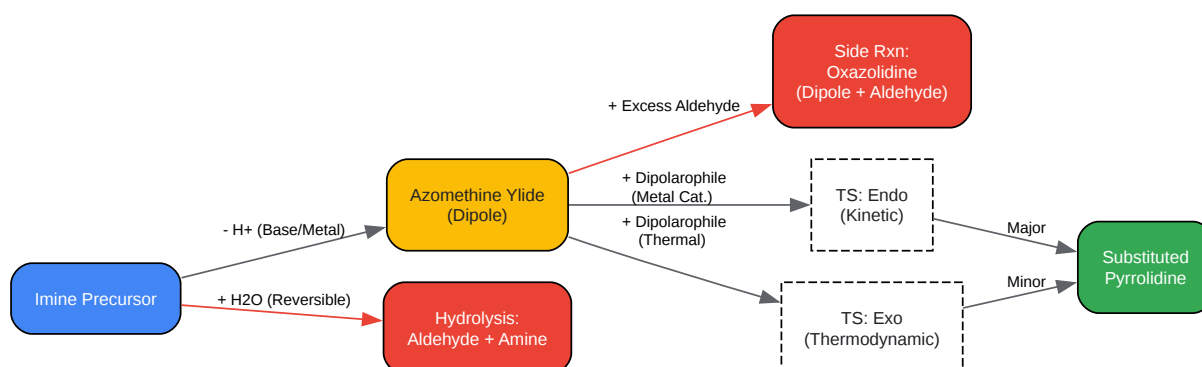 Side Rxn:
Oxazolidine
(Dipole + Aldehyde)
+ Excess Aldehyde
Azomethine Ylide
(Dipole)
+ Dipolarophile
(Metal Cat.)
TS: Endo
(Kinetic)
+ Dipolarophile
(Thermal)
- H+ (Base/Metal)
Major
Substituted
Pyrrolidine
Imine Precursor
+ H2O (Reversible)
Minor
Hydrolysis:
Aldehyde + Amine
TS: Exo
(Thermodynamic)